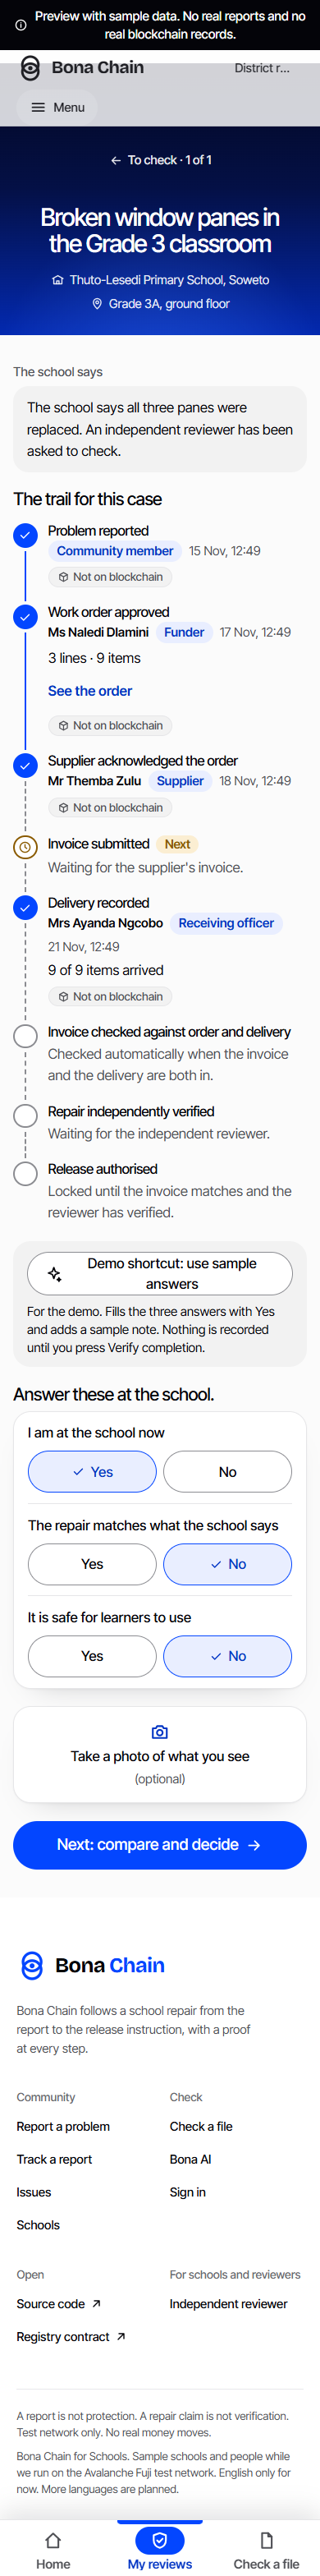 Preview with sample data. No real reports and no
real blockchain records.
Bona Chain
District r...
Menu
To check · 1 of 1
Broken window panes in
the Grade 3 classroom
Thuto-Lesedi Primary School, Soweto
Grade 3A, ground floor
The school says
The school says all three panes were
replaced. An independent reviewer has been
asked to check.
The trail for this case
Problem reported
Community member 15 Nov, 12:49
Not on blockchain
Work order approved
Ms Naledi Dlamini Funder 17 Nov, 12:49
3 lines · 9 items
See the order
Not on blockchain
Supplier acknowledged the order
Mr Themba Zulu Supplier 18 Nov, 12:49
Not on blockchain
Invoice submitted Next
Waiting for the supplier's invoice.
Delivery recorded
Mrs Ayanda Ngcobo Receiving officer
21 Nov, 12:49
9 of 9 items arrived
Not on blockchain
Invoice checked against order and delivery
Checked automatically when the invoice
and the delivery are both in.
Repair independently verified
Waiting for the independent reviewer.
Release authorised
Locked until the invoice matches and the
reviewer has verified.
Demo shortcut: use sample
answers
For the demo. Fills the three answers with Yes
and adds a sample note. Nothing is recorded
until you press Verify completion.
Answer these at the school.
I am at the school now
Yes No
The repair matches what the school says
Yes No
It is safe for learners to use
Yes No
Take a photo of what you see
(optional)
Next: compare and decide
Bona Chain
Bona Chain follows a school repair from the
report to the release instruction, with a proof
at every step.
Community
Report a problem
Track a report
Issues
Schools
Check
Check a file
Bona AI
Sign in
Open
Source code
Registry contract
For schools and reviewers
Independent reviewer
A report is not protection. A repair claim is not verification.
Test network only. No real money moves.
Bona Chain for Schools. Sample schools and people while
we run on the Avalanche Fuji test network. English only for
now. More languages are planned.
Home
My reviews
Check a file